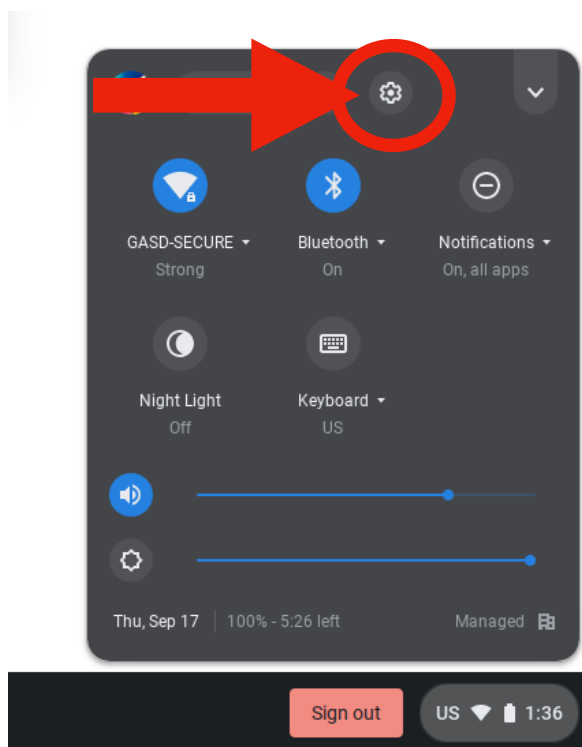 GASD-SECURE
Strong
Bluetooth
On
Notifications
On, all apps
Night Light
Off
Keyboard
US
Thu, Sep 17
100% - 5:26 left
Managed
Sign out
US
1:36